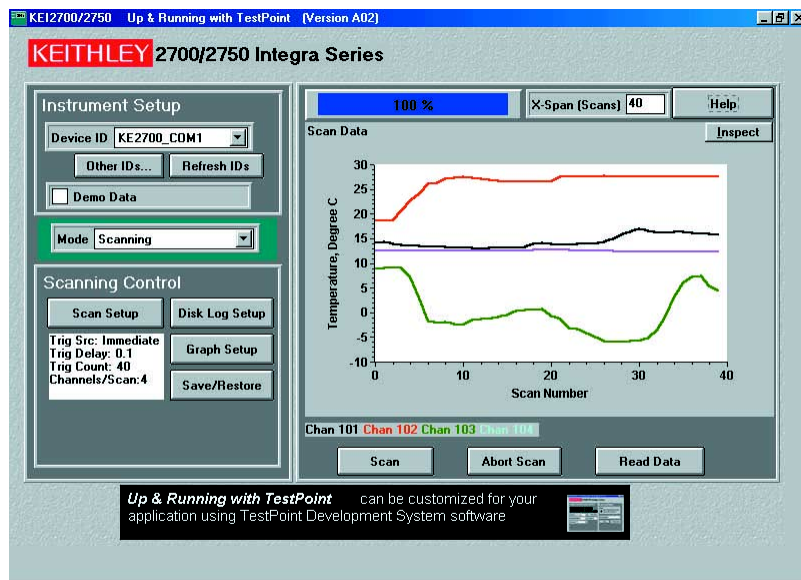 KEI2700/2750 Up & Running with TestPoint (Version A02)
KEITHLEY 2700/2750 Integra Series
Instrument Setup
Device ID KE2700_COM1
Other IDs... Refresh IDs
Demo Data
Mode Scanning
Scanning Control
Scan Setup Disk Log Setup
Trig Src: Immediate
Trig Delay: 0.1
Trig Count: 40
Channels/Scan:4
Graph Setup
Save/Restore
100 %
X-Span (Scans) 40
Help
Scan Data
Inspect
Temperature, Degree C
30
25
20
15
10
5
0
-5
-10
0 10 20 30 40
Scan Number
Chan 101 Chan 102 Chan 103 Chan 104
Scan Abort Scan Read Data
Up & Running with TestPoint can be customized for your
application using TestPoint Development System software